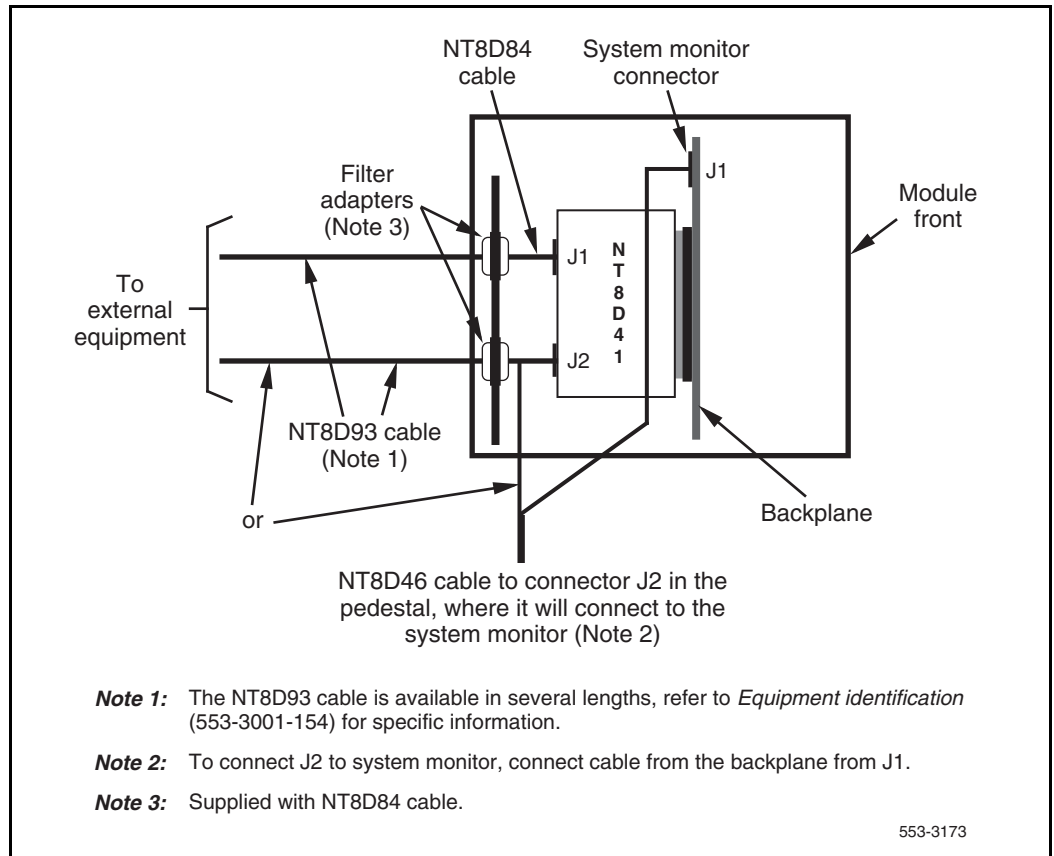 NT8D84
cable
System monitor
connector
J1
Filter
adapters
(Note 3)
Module
front
J1
NT8D41
To
external
equipment
J2
NT8D93 cable
(Note 1)
or
Backplane
NT8D46 cable to connector J2 in the
pedestal, where it will connect to the
system monitor (Note 2)
Note 1: The NT8D93 cable is available in several lengths, refer to Equipment identification
(553-3001-154) for specific information.
Note 2: To connect J2 to system monitor, connect cable from the backplane from J1.
Note 3: Supplied with NT8D84 cable.
553-3173